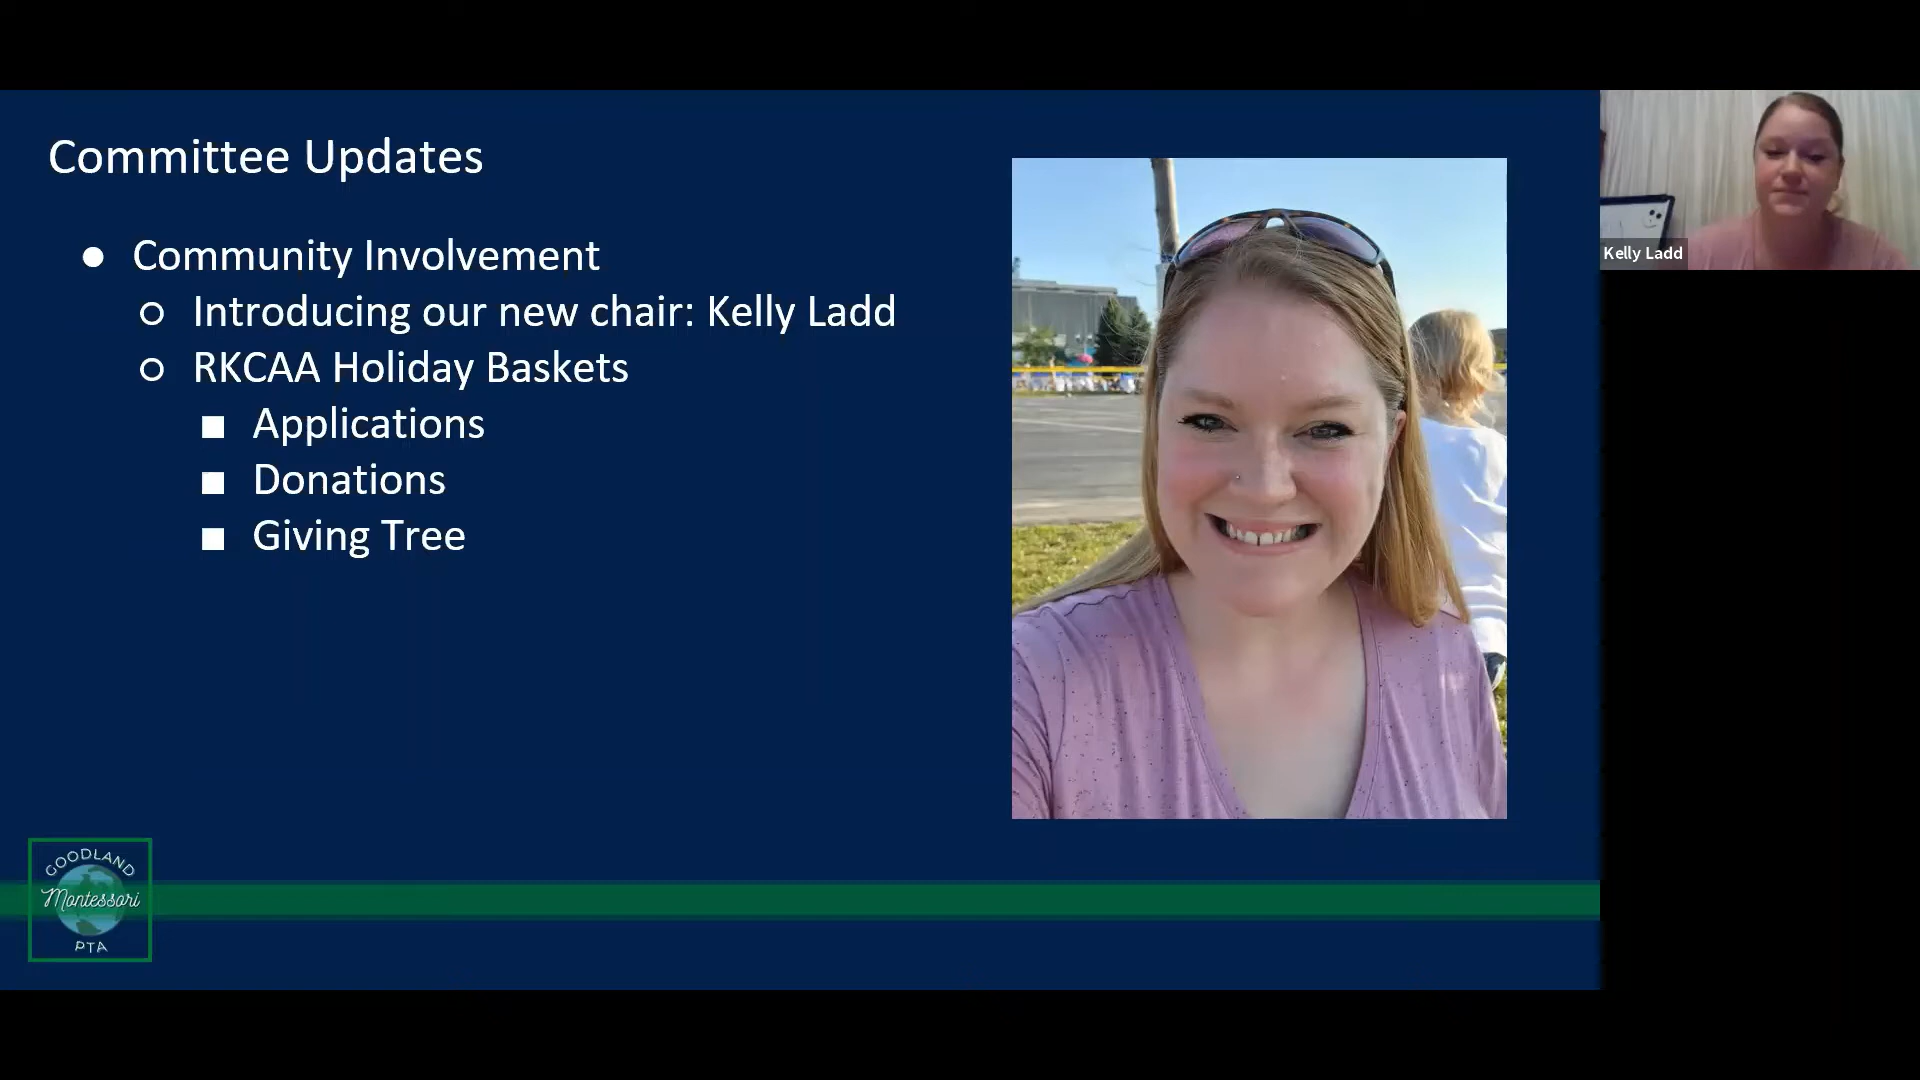 Committee Updates
● Community Involvement
○ Introducing our new chair: Kelly Ladd
○ RKCAA Holiday Baskets
■ Applications
■ Donations
■ Giving Tree
Kelly Ladd
GOODLAND
Montessori
PTA